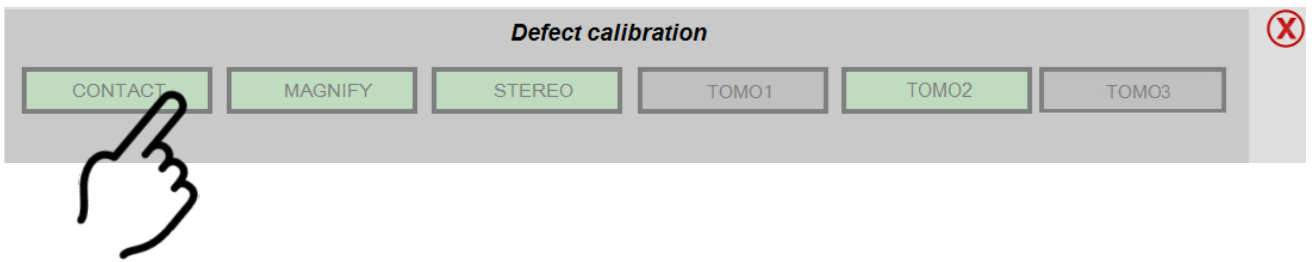 Defect calibration
X
CONTACT MAGNIFY STEREO TOMO1 TOMO2 TOMO3